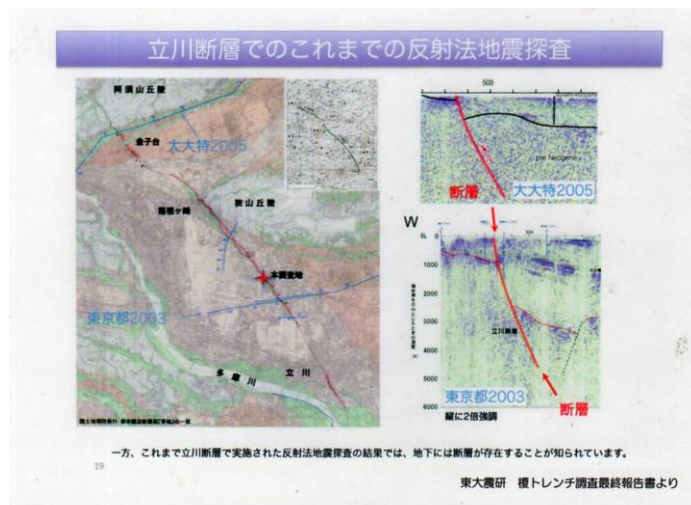 立川断層でのこれまでの反射法地震探査
阿須山丘陵
金子台
大大特2005
箱根ヶ崎
狭山丘陵
本調査地
東京都2003
多摩川
立川
500
pre Neogene
断層
大大特2005
W
SL
0
1000
2000
3000
4000
5000
6000
立川断層
東京都2003
断層
縦に2倍強調
一方、これまで立川断層で実施された反射法地震探査の結果では、地下には断層が存在することが知られています。
19
東大震研 榎トレンチ調査最終報告書より